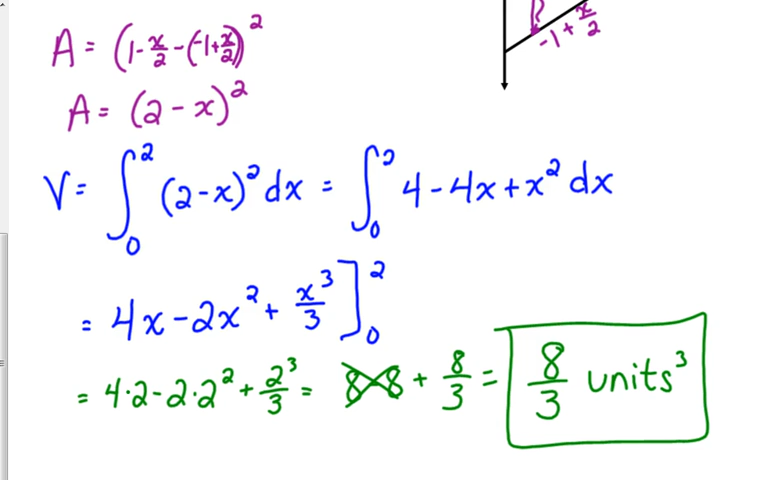 A = (1-x/2-(-1+x/2))²
-1+x/2
A = (2-x)²
V = ∫₀² (2-x)² dx = ∫₀² 4-4x+x² dx
= 4x-2x²+x³/3]₀²
= 4·2-2·2²+2³/3 = 8-8 + 8/3 = 8/3 units³